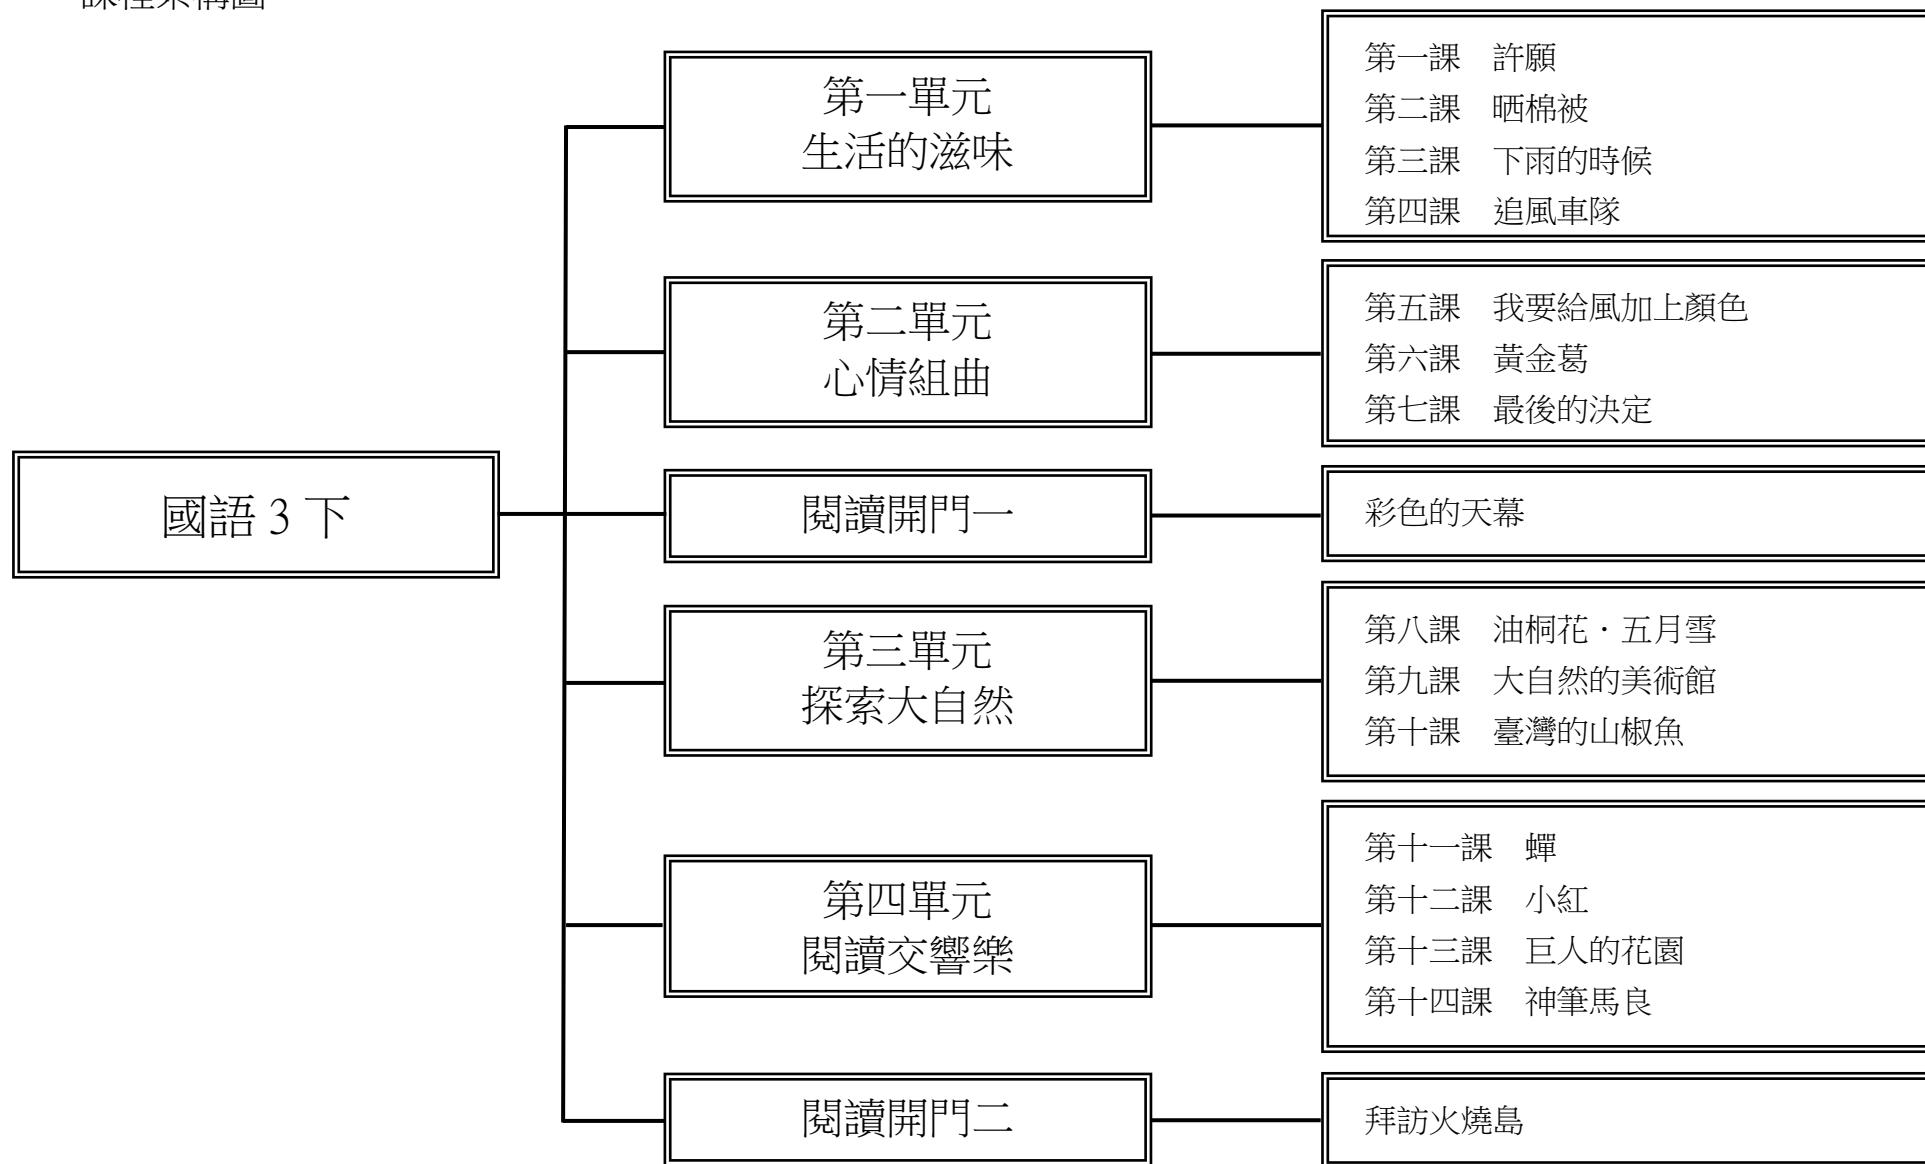 課程架構圖
國語 3 下
第一單元
生活的滋味
第一課　許願
第二課　晒棉被
第三課　下雨的時候
第四課　追風車隊
第二單元
心情組曲
第五課　我要給風加上顏色
第六課　黃金葛
第七課　最後的決定
閱讀開門一
彩色的天幕
第三單元
探索大自然
第八課　油桐花．五月雪
第九課　大自然的美術館
第十課　臺灣的山椒魚
第四單元
閱讀交響樂
第十一課　蟬
第十二課　小紅
第十三課　巨人的花園
第十四課　神筆馬良
閱讀開門二
拜訪火燒島